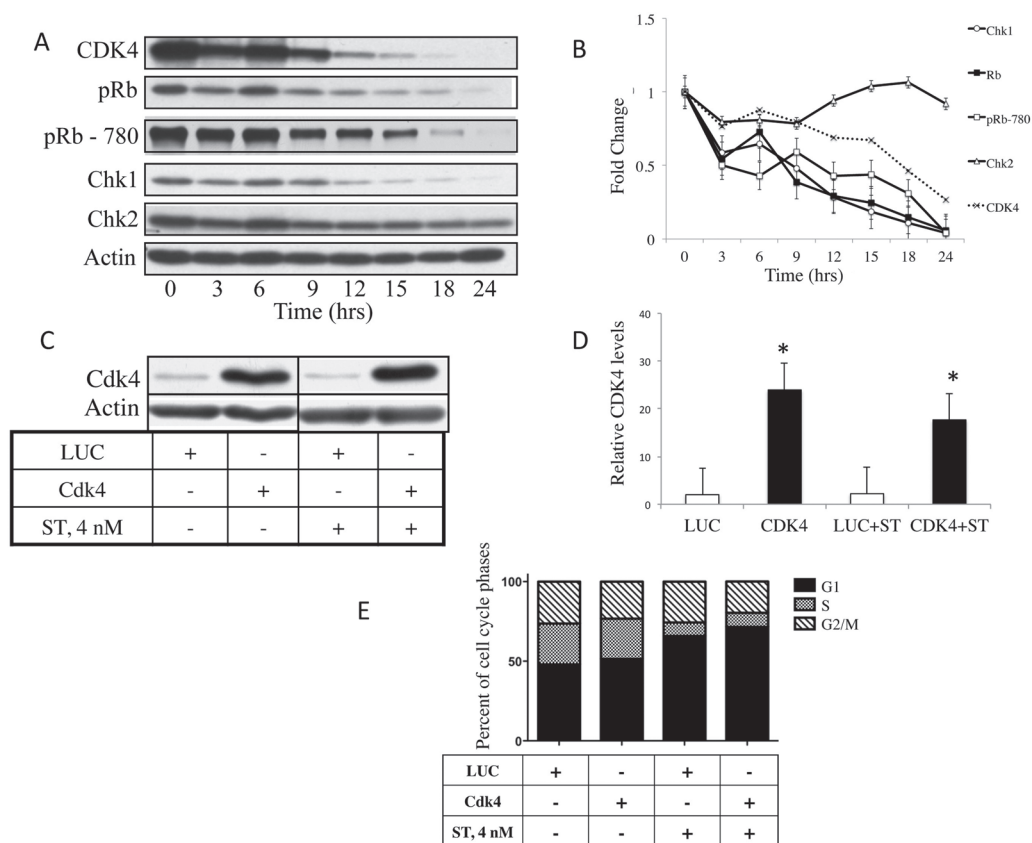 A
CDK4
pRb
pRb - 780
Chk1
Chk2
Actin
0 3 6 9 12 15 18 24
Time (hrs)
B
1.5
1
0.5
0
Fold Change
0 3 6 9 12 15 18 24
Time (hrs)
Chk1
Rb
pRb-780
Chk2
CDK4
C
Cdk4
Actin
LUC + - + -
Cdk4 - + - +
ST, 4 nM - - + +
D
40
30
20
10
0
Relative CDK4 levels
* *
LUC CDK4 LUC+ST CDK4+ST
E
100
50
0
Percent of cell cycle phases
G1
S
G2/M
LUC + - + -
Cdk4 - + - +
ST, 4 nM - - + +